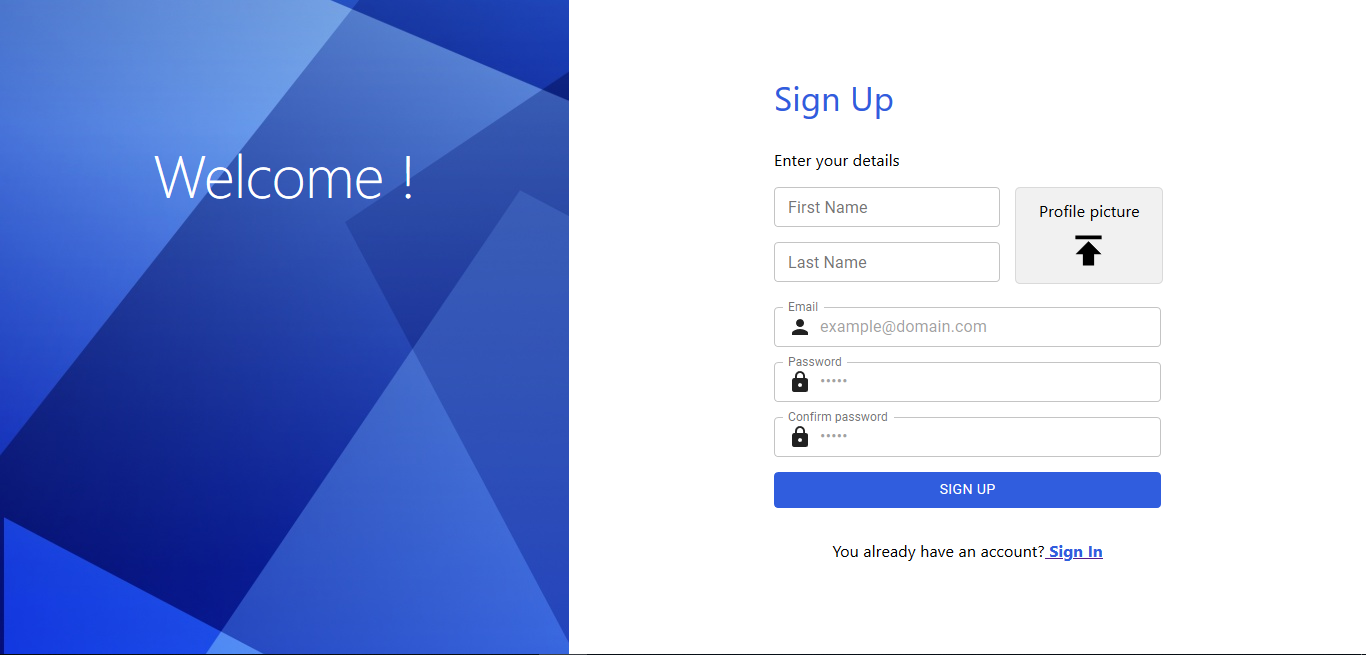 Welcome !
Sign Up
Enter your details
First Name
Profile picture
Last Name
Email
example@domain.com
Password
•••••
Confirm password
•••••
SIGN UP
You already have an account? Sign In